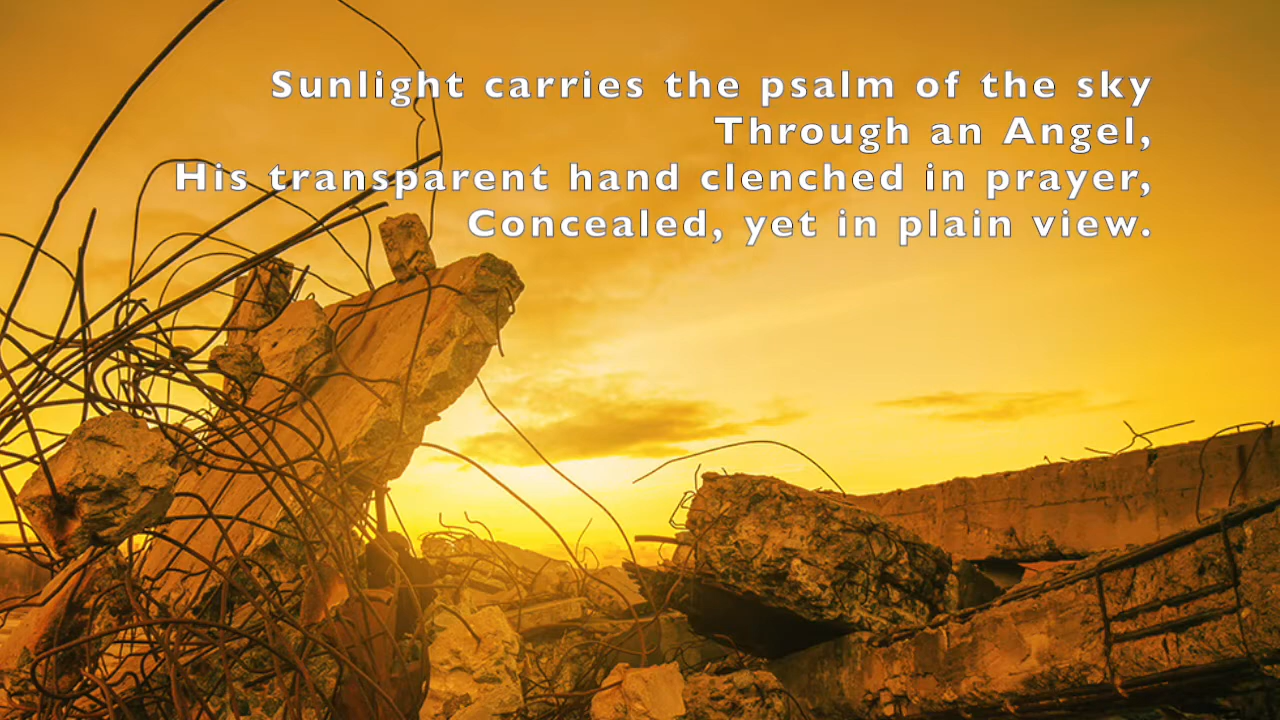 Sunlight carries the psalm of the sky
Through an Angel,
His transparent hand clenched in prayer,
Concealed, yet in plain view.